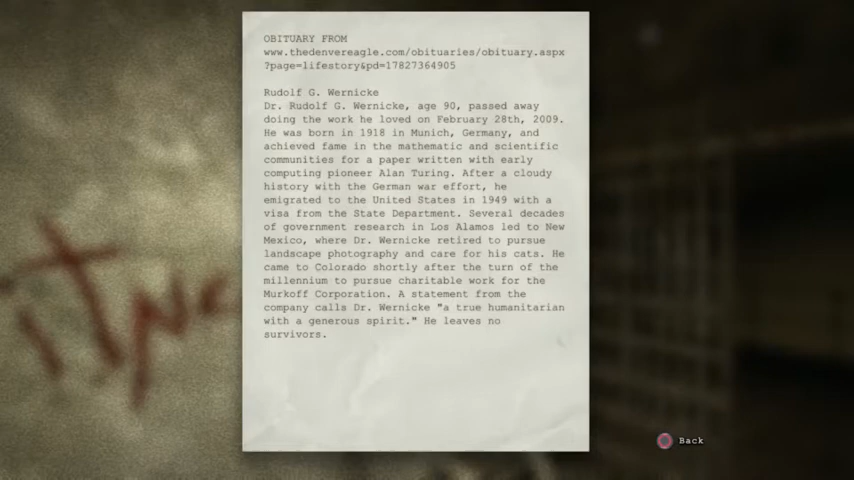 OBITUARY FROM
www.thedenvereagle.com/obituaries/obituary.aspx
?page=lifestory&pd=17827364905
Rudolf G. Wernicke
Dr. Rudolf G. Wernicke, age 90, passed away
doing the work he loved on February 28th, 2009.
He was born in 1918 in Munich, Germany, and
achieved fame in the mathematic and scientific
communities for a paper written with early
computing pioneer Alan Turing. After a cloudy
history with the German war effort, he
emigrated to the United States in 1949 with a
visa from the State Department. Several decades
of government research in Los Alamos led to New
Mexico, where Dr. Wernicke retired to pursue
landscape photography and care for his cats. He
came to Colorado shortly after the turn of the
millennium to pursue charitable work for the
Murkoff Corporation. A statement from the
company calls Dr. Wernicke "a true humanitarian
with a generous spirit." He leaves no
survivors.
Back